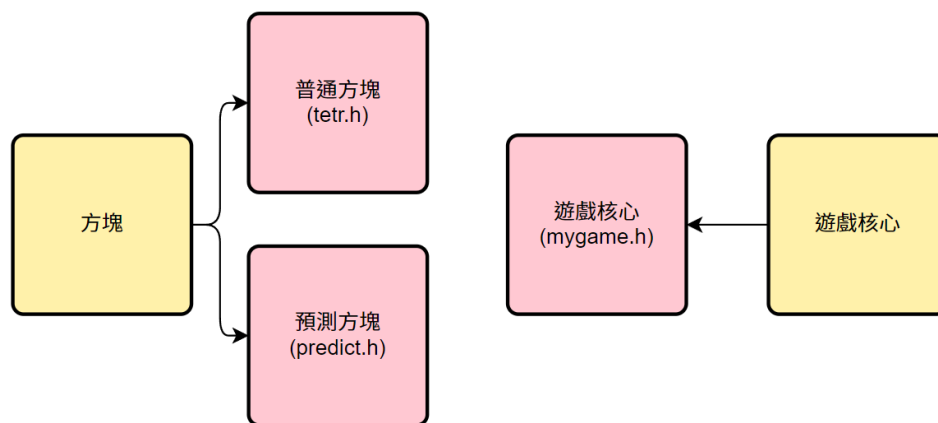 普通方塊
(tetr.h)
方塊
預測方塊
(predict.h)
遊戲核心
(mygame.h)
遊戲核心